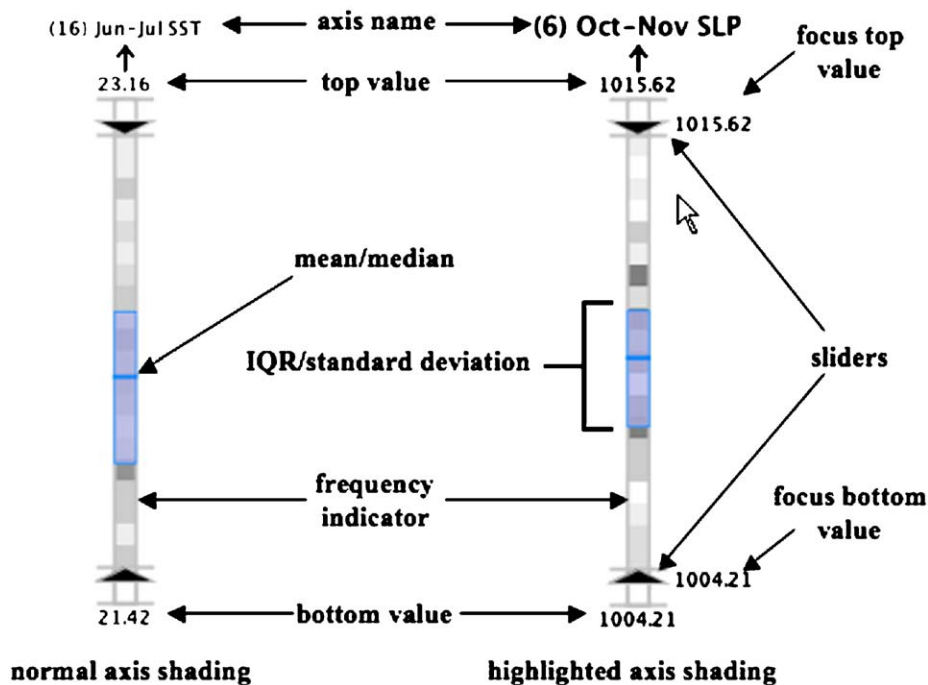 (16) Jun-Jul SST
axis name
(6) Oct-Nov SLP
focus top
value
23.16
top value
1015.62
1015.62
mean/median
IQR/standard deviation
sliders
frequency
indicator
focus bottom
value
1004.21
21.42
bottom value
1004.21
normal axis shading
highlighted axis shading